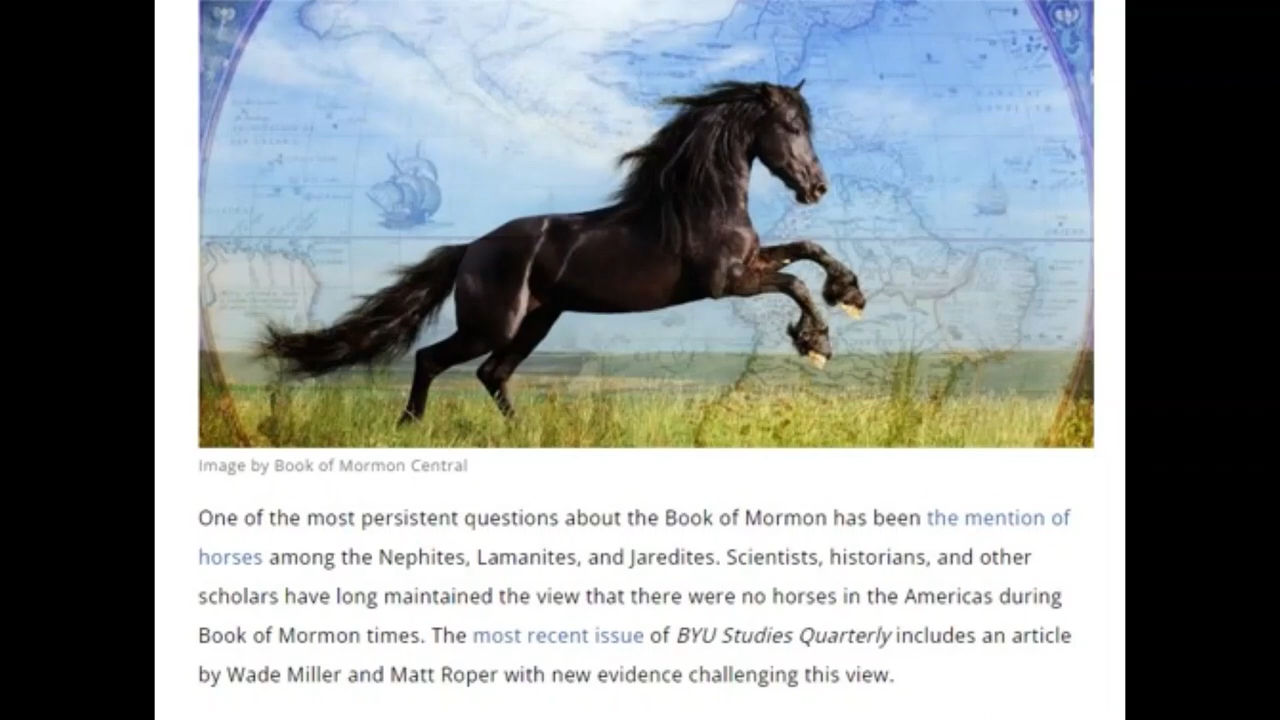 Image by Book of Mormon Central
One of the most persistent questions about the Book of Mormon has been the mention of
horses among the Nephites, Lamanites, and Jaredites. Scientists, historians, and other
scholars have long maintained the view that there were no horses in the Americas during
Book of Mormon times. The most recent issue of BYU Studies Quarterly includes an article
by Wade Miller and Matt Roper with new evidence challenging this view.